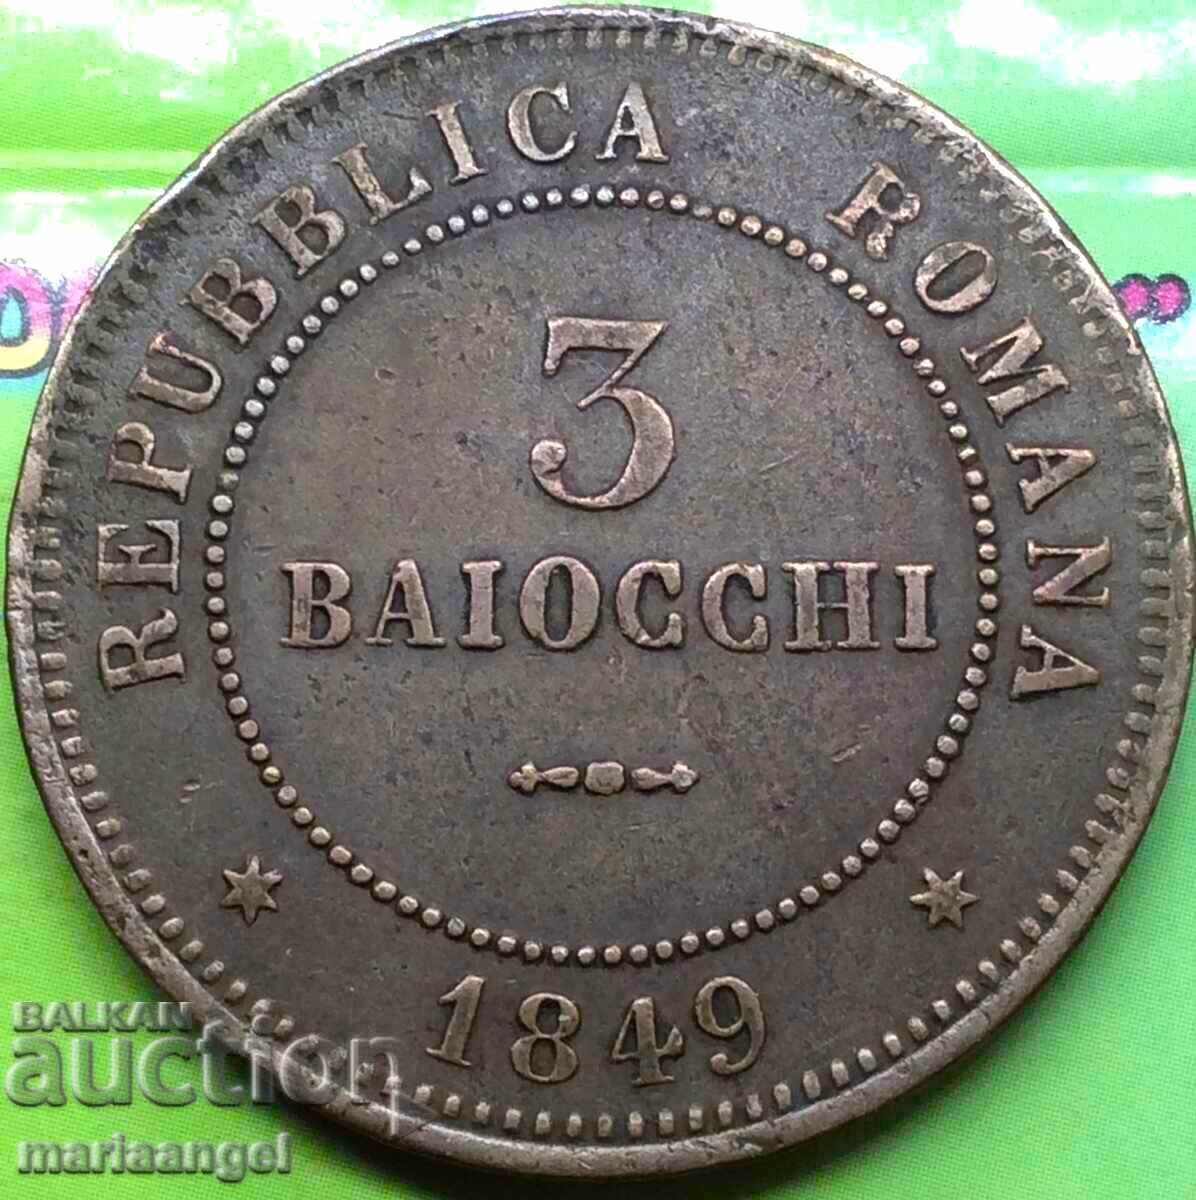 REPUBBLICA ROMANA
3
BAIOCCHI
1849
BALKAN
auction
mariaangel